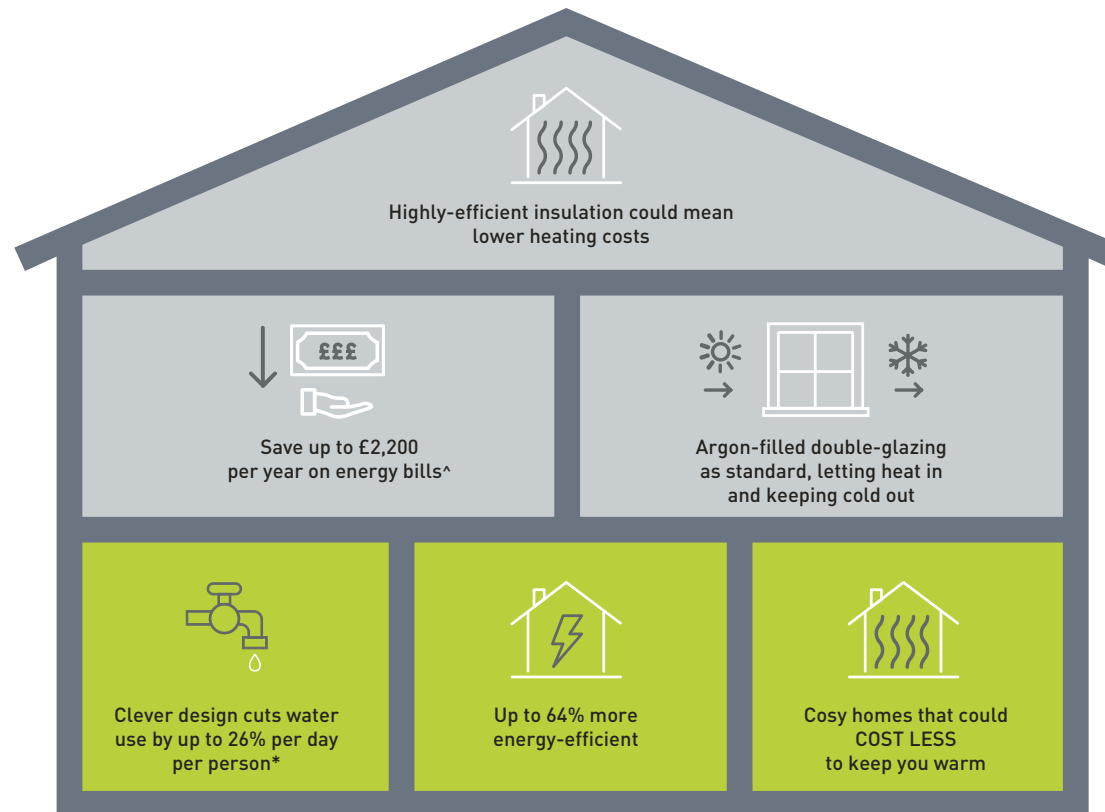 Highly-efficient insulation could mean
lower heating costs
£££
Save up to £2,200
per year on energy bills^
Argon-filled double-glazing
as standard, letting heat in
and keeping cold out
Clever design cuts water
use by up to 26% per day
per person*
Up to 64% more
energy-efficient
Cosy homes that could
COST LESS
to keep you warm